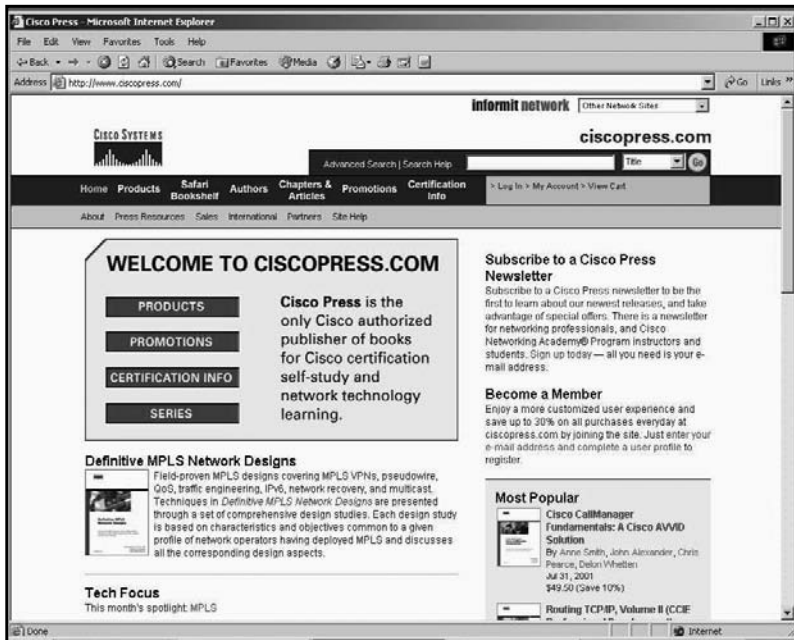 Cisco Press - Microsoft Internet Explorer
File Edit View Favorites Tools Help
Back Search Favorites Media
Address http://www.ciscopress.com/ Go Links »
informit network Other Network Sites
CISCO SYSTEMS
ciscopress.com
Advanced Search | Search Help Title Go
Home Products Safari Bookshelf Authors Chapters & Articles Promotions Certification Info
> Log In > My Account > View Cart
About Press Resources Sales International Partners Site Help
WELCOME TO CISCOPRESS.COM
PRODUCTS
PROMOTIONS
CERTIFICATION INFO
SERIES
Cisco Press is the
only Cisco authorized
publisher of books
for Cisco certification
self-study and
network technology
learning.
Definitive MPLS Network Designs
Field-proven MPLS designs covering MPLS VPNs, pseudowire,
QoS, traffic engineering, IPv6, network recovery, and multicast.
Techniques in Definitive MPLS Network Designs are presented
through a set of comprehensive design studies. Each design study
is based on characteristics and objectives common to a given
profile of network operators having deployed MPLS and discusses
all the corresponding design aspects.
Tech Focus
This month's spotlight: MPLS
Subscribe to a Cisco Press
Newsletter
Subscribe to a Cisco Press newsletter to be the
first to learn about our newest releases, and take
advantage of special offers. There is a newsletter
for networking professionals, and Cisco
Networking Academy® Program instructors and
students. Sign up today — all you need is your e-
mail address.
Become a Member
Enjoy a more customized user experience and
save up to 30% on all purchases everyday at
ciscopress.com by joining the site. Just enter your
e-mail address and complete a user profile to
register.
Most Popular
Cisco CallManager
Fundamentals: A Cisco AVVID
Solution
By Anne Smith, John Alexander, Chris
Pearce, Delon Whetten
Jul 31, 2001
$49.50 (Save 10%)
Routing TCP/IP, Volume II (CCIE
Done Internet